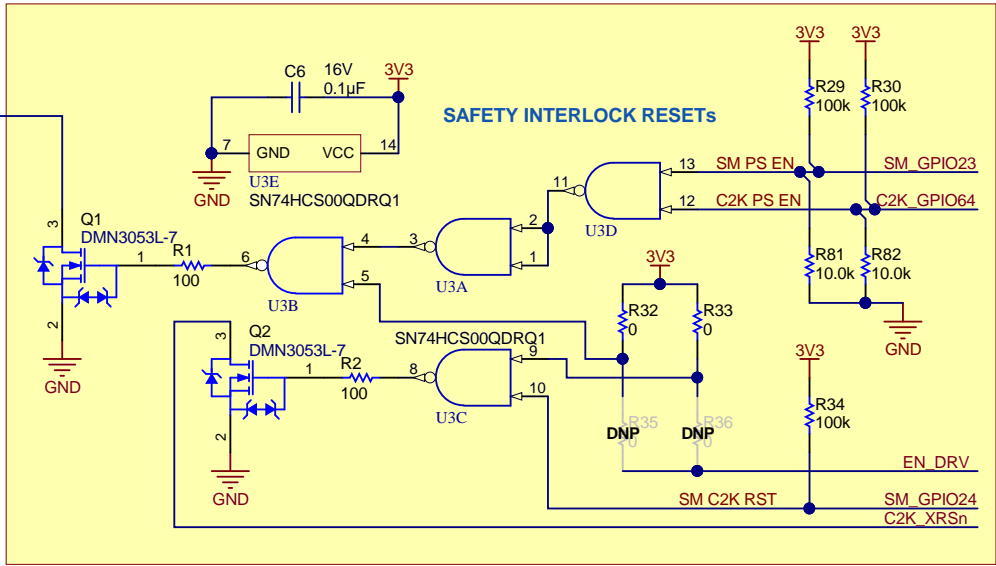 3V3
3V3
C6
16V
0.1µF
3V3
R29
100k
R30
100k
SAFETY INTERLOCK RESETs
7
GND
VCC
14
U3E
GND
SN74HCS00QDRQ1
13
SM PS EN
SM_GPIO23
11
12
C2K PS EN
C2K_GPIO64
U3D
3
Q1
DMN3053L-7
2
3
1
U3A
4
6
5
U3B
R1
100
1
2
GND
3V3
R81
10.0k
R82
10.0k
GND
R32
0
R33
0
Q2
DMN3053L-7
3
SN74HCS00QDRQ1
9
8
10
U3C
R2
100
1
2
GND
3V3
R34
100k
R35
DNP
0
R36
DNP
0
EN_DRV
SM C2K RST
SM_GPIO24
C2K_XRSn